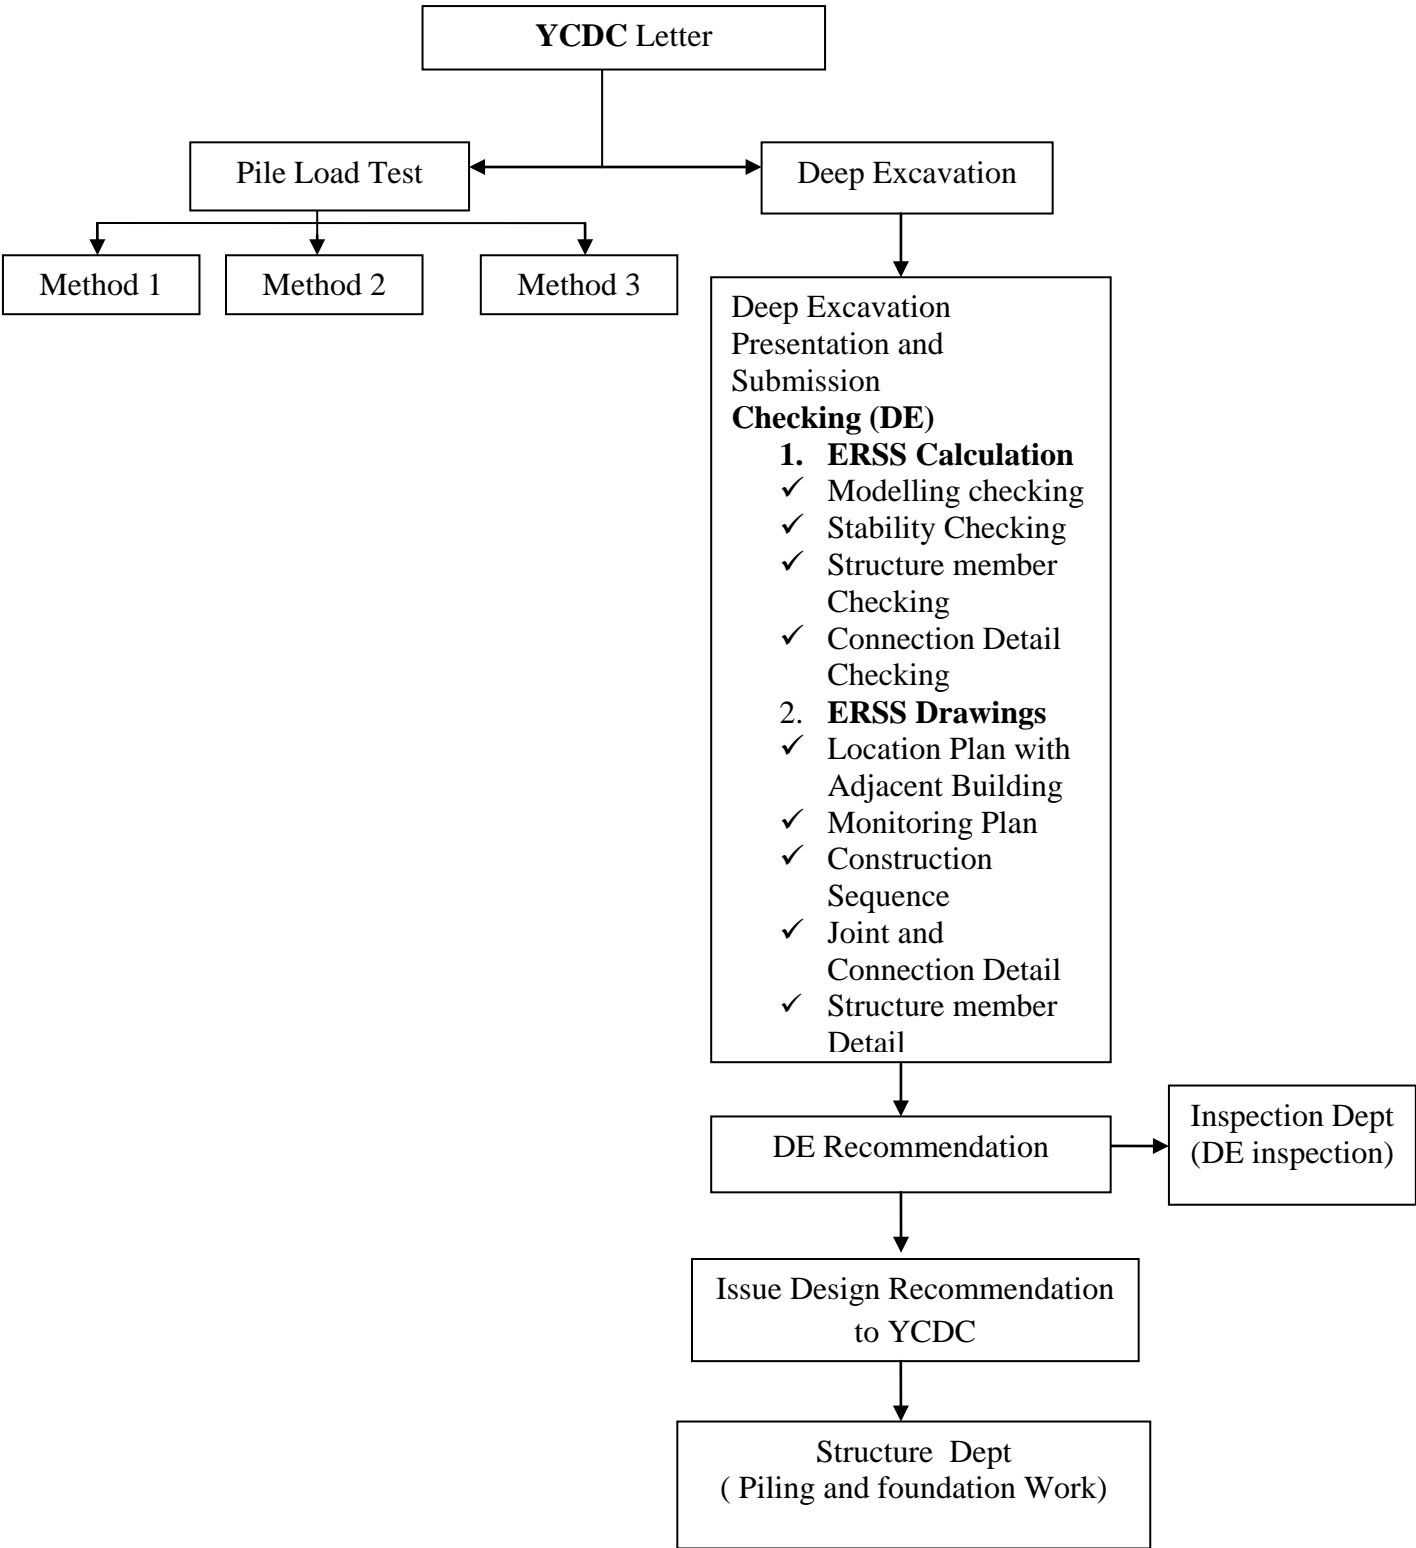 YCDC Letter
Pile Load Test
Deep Excavation
Method 1
Method 2
Method 3
Deep Excavation
Presentation and
Submission
Checking (DE)
1. ERSS Calculation
✓ Modelling checking
✓ Stability Checking
✓ Structure member
Checking
✓ Connection Detail
Checking
2. ERSS Drawings
✓ Location Plan with
Adjacent Building
✓ Monitoring Plan
✓ Construction
Sequence
✓ Joint and
Connection Detail
✓ Structure member
Detail
DE Recommendation
Inspection Dept
(DE inspection)
Issue Design Recommendation
to YCDC
Structure Dept
( Piling and foundation Work)